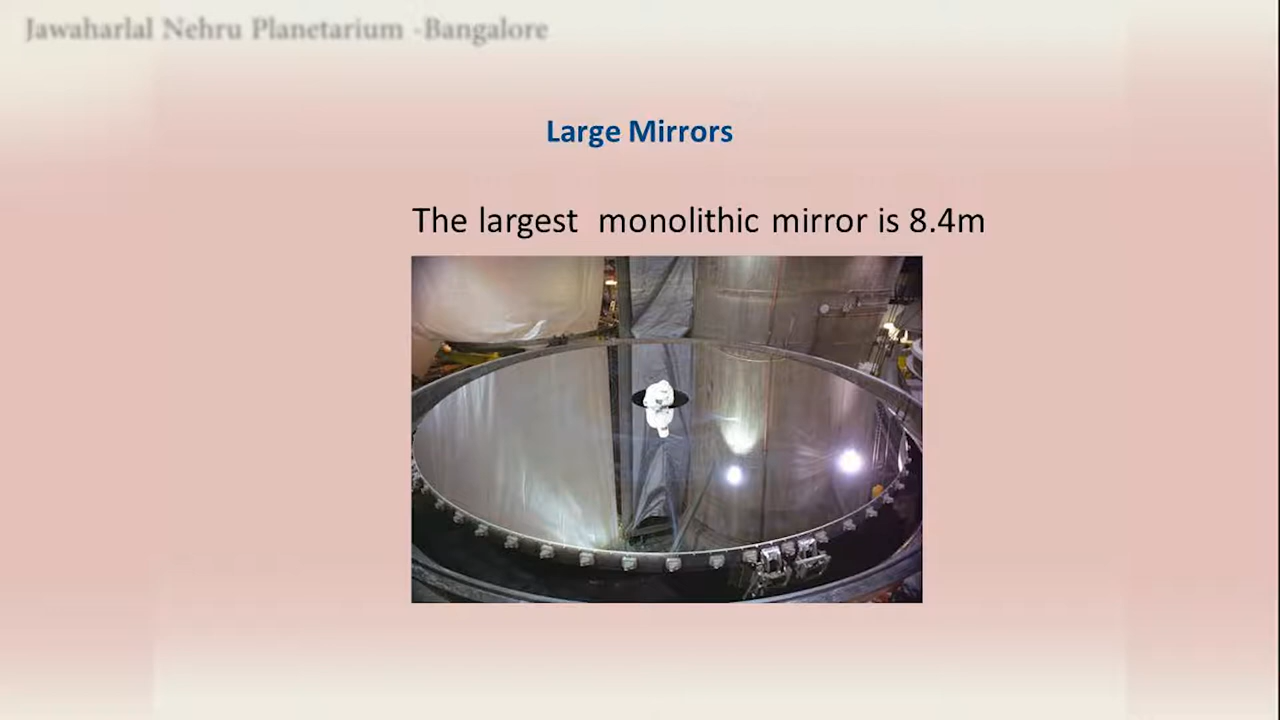 Jawaharlal Nehru Planetarium -Bangalore
Large Mirrors
The largest monolithic mirror is 8.4m